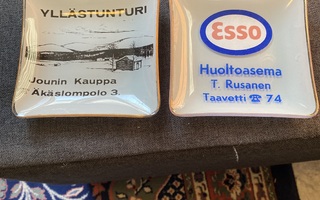 YLLÄSTUNTURI
Jounin Kauppa
Äkäslompolo 3.
Esso
Huoltoasema
T. Rusanen
Taavetti ☎ 74